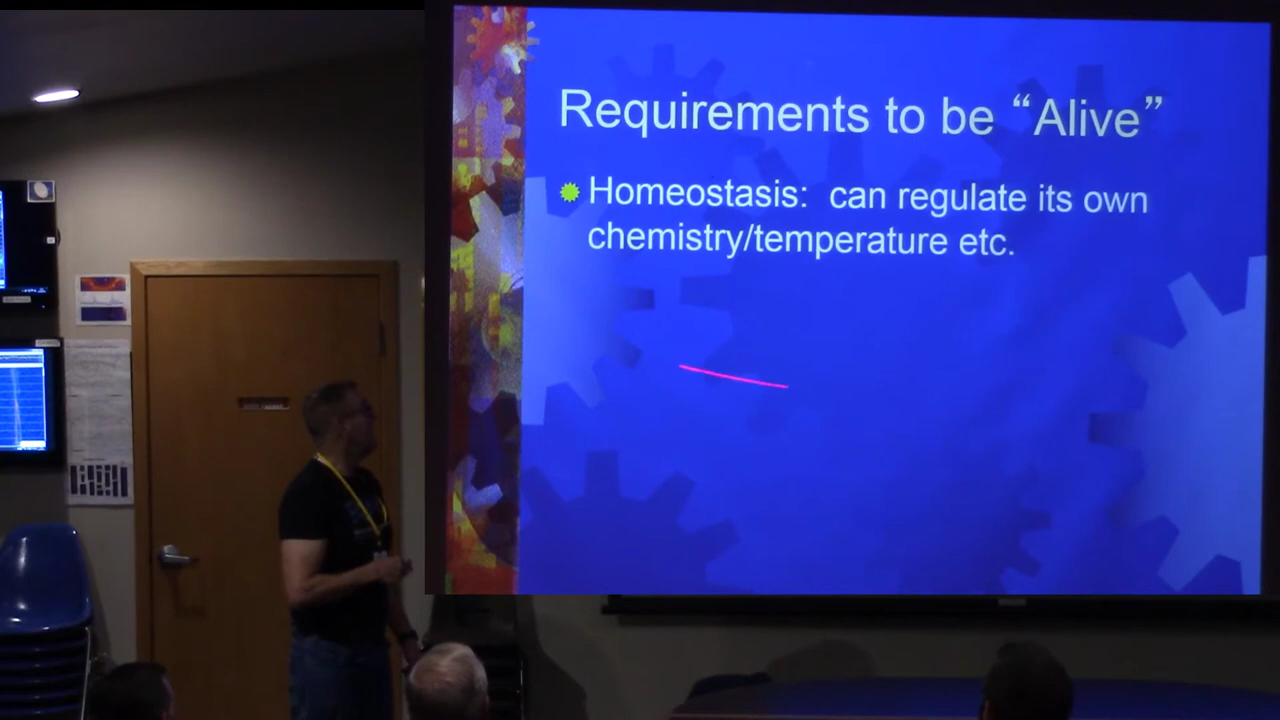 Requirements to be “Alive”
Homeostasis: can regulate its own
chemistry/temperature etc.